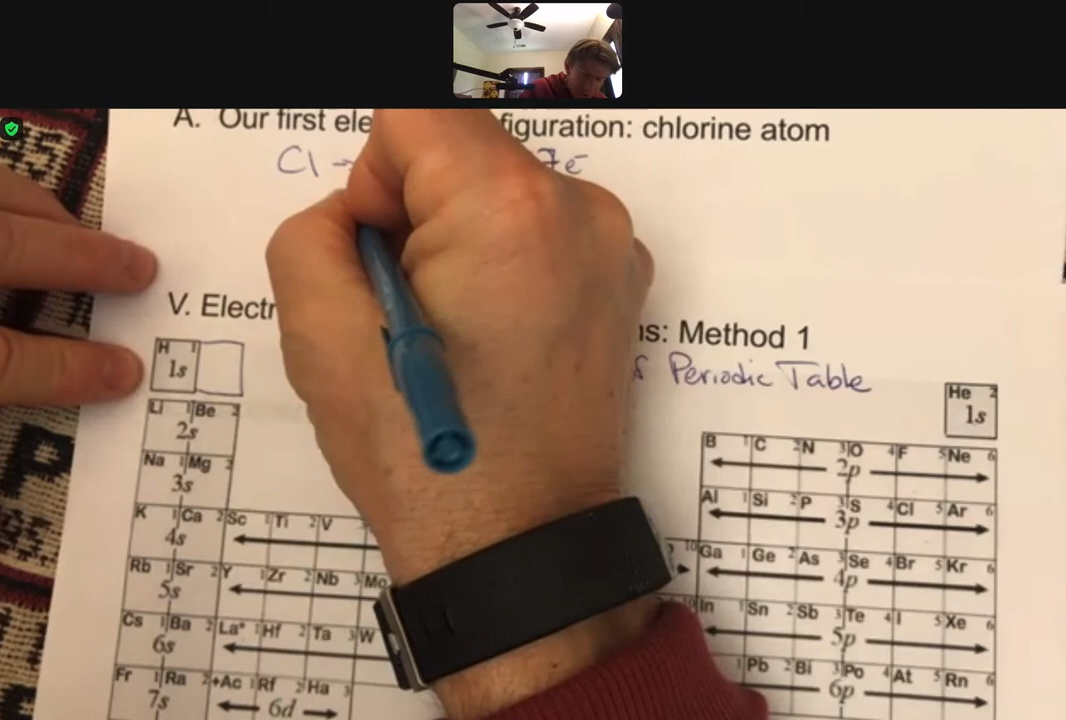 A. Our first ele figuration: chlorine atom
Cl → 7e⁻
V. Electr ns: Method 1
f Periodic Table
H 1 He 2
1s 1s
Li 1 Be 2 B 1 C 2 N 3 O 4 F 5 Ne 6
2s 2p
Na 1 Mg 2 Al 1 Si 2 P 3 S 4 Cl 5 Ar 6
3s 3p
K 1 Ca 2 Sc 1 Ti 2 V 10 Ga 1 Ge 2 As 3 Se 4 Br 5 Kr 6
4s 4p
Rb 1 Sr 2 Y 1 Zr 2 Nb 3 Mo In 1 Sn 2 Sb 3 Te 4 I 5 Xe 6
5s 5p
Cs 1 Ba 2 La* 1 Hf 2 Ta 3 W 1 Pb 2 Bi 3 Po 4 At 5 Rn 6
6s 6p
Fr 1 Ra 2 +Ac 1 Rf 2 Ha 3
7s 6d